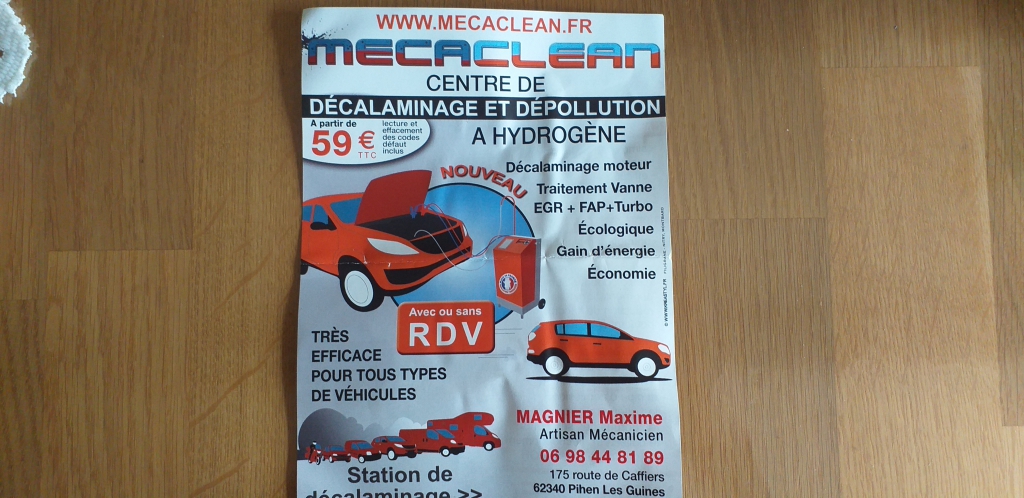 WWW.MECACLEAN.FR
MECACLEAN
CENTRE DE
DÉCALAMINAGE ET DÉPOLLUTION
A HYDROGÈNE
A partir de
59 €
TTC
lecture et
effacement
des codes
défaut
inclus
NOUVEAU
Décalaminage moteur
Traitement Vanne
EGR + FAP+Turbo
Écologique
Gain d'énergie
Économie
Avec ou sans
RDV
TRÈS
EFFICACE
POUR TOUS TYPES
DE VÉHICULES
MAGNIER Maxime
Artisan Mécanicien
06 98 44 81 89
175 route de Caffiers
62340 Pihen Les Guines
Station de
décalaminage >>